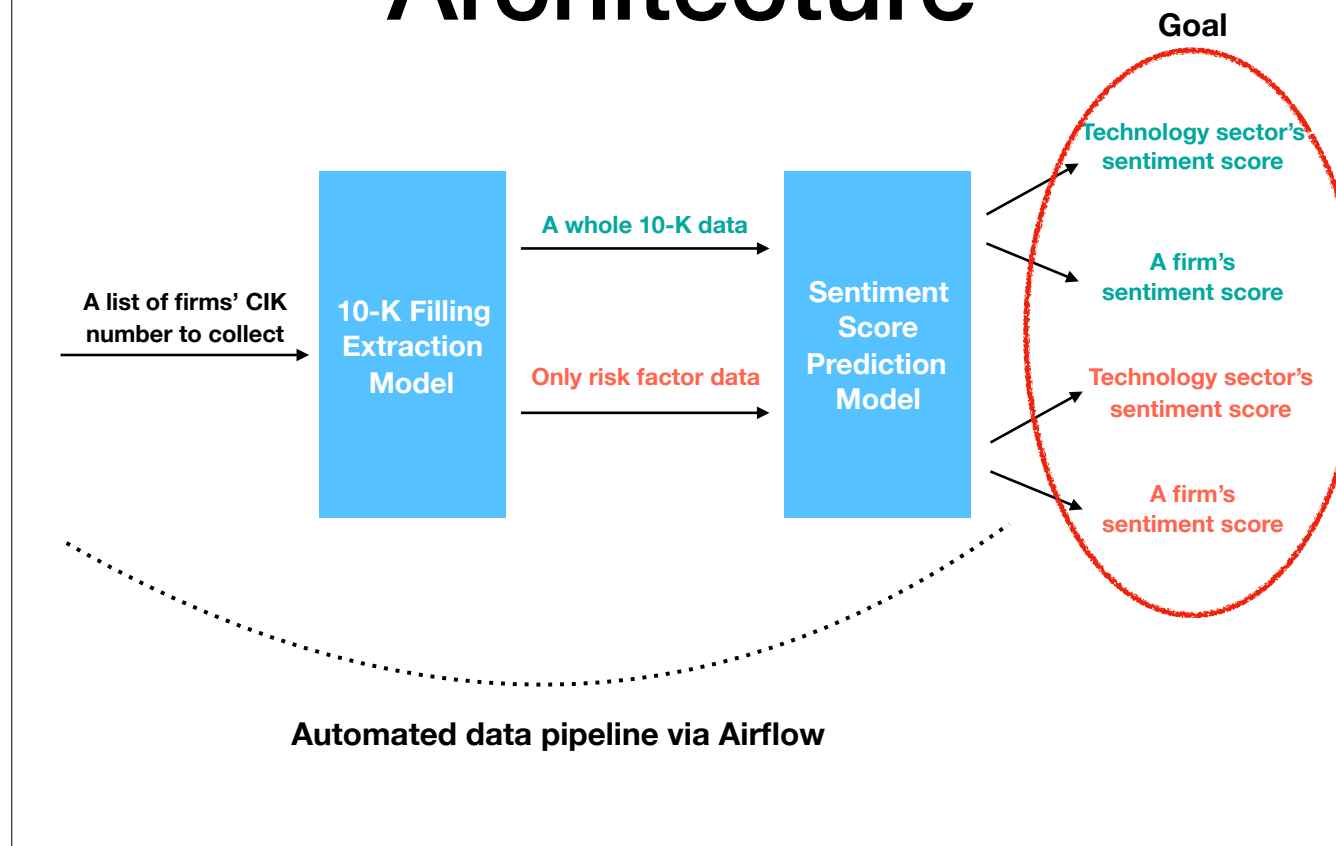 Architecture
Goal
Technology sector's
sentiment score
A whole 10-K data
A firm's
sentiment score
A list of firms' CIK
number to collect
10-K Filling
Extraction
Model
Sentiment
Score
Prediction
Model
Only risk factor data
Technology sector's
sentiment score
A firm's
sentiment score
Automated data pipeline via Airflow